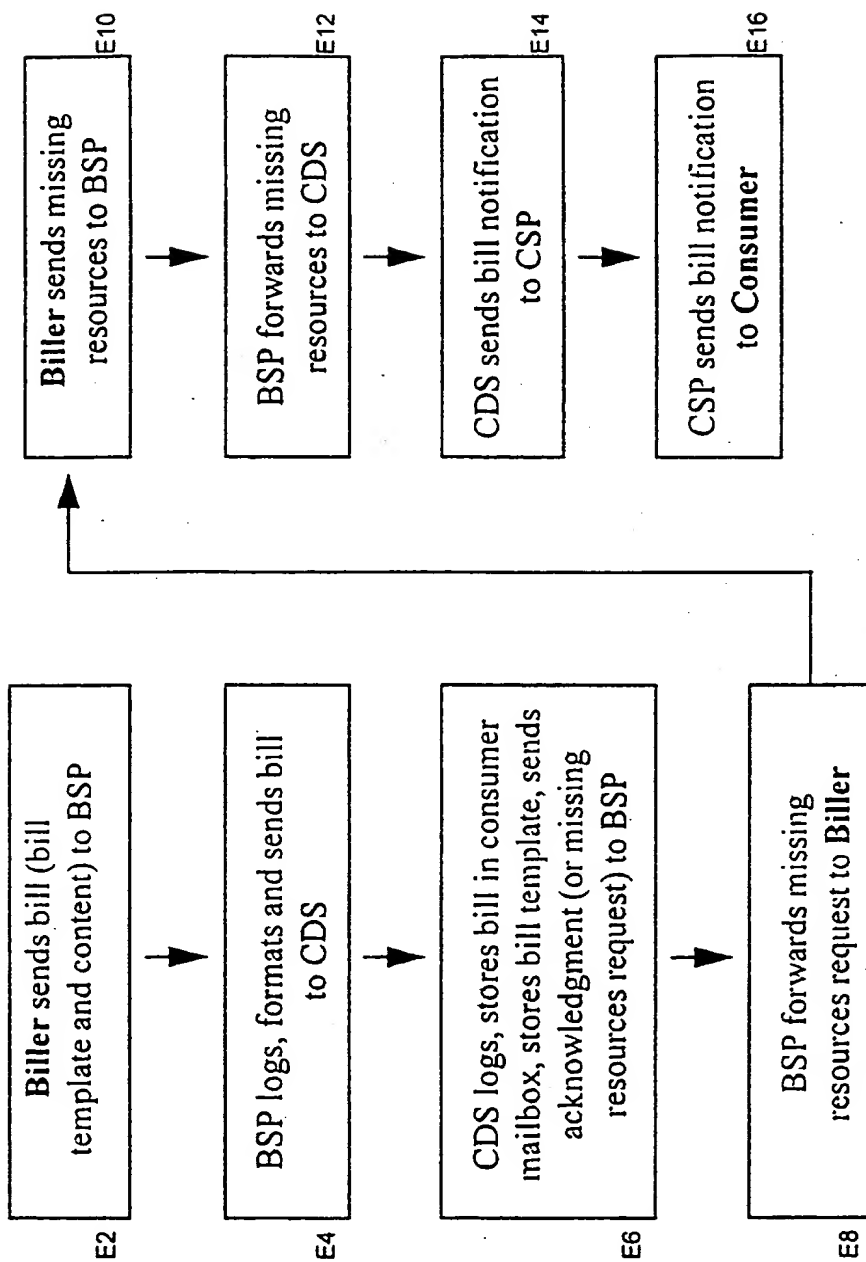 Biller sends bill (bill
template and content) to BSP
E2
BSP logs, formats and sends bill
to CDS
E4
CDS logs, stores bill in consumer
mailbox, stores bill template, sends
acknowledgment (or missing
resources request) to BSP
E6
BSP forwards missing
resources request to Biller
E8
Biller sends missing
resources to BSP
E10
BSP forwards missing
resources to CDS
E12
CDS sends bill notification
to CSP
E14
CSP sends bill notification
to Consumer
E16